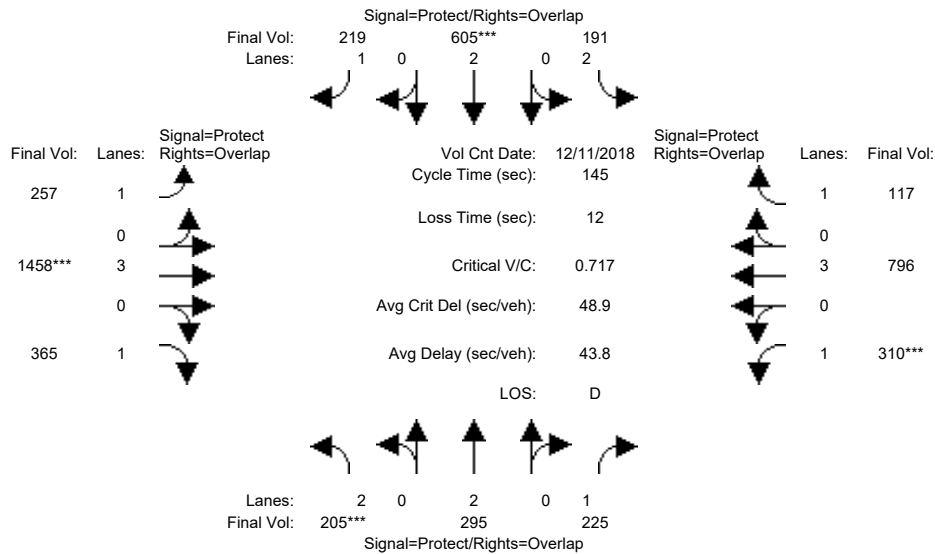 Signal=Protect/Rights=Overlap
Final Vol: 219 605*** 191
Lanes: 1 0 2 0 2
Signal=Protect Signal=Protect
Final Vol: Lanes: Rights=Overlap Vol Cnt Date: 12/11/2018 Rights=Overlap Lanes: Final Vol:
Cycle Time (sec): 145
257 1 1 117
Loss Time (sec): 12
0 0
1458*** 3 Critical V/C: 0.717 3 796
0 Avg Crit Del (sec/veh): 48.9 0
365 1 Avg Delay (sec/veh): 43.8 1 310***
LOS: D
Lanes: 2 0 2 0 1
Final Vol: 205*** 295 225
Signal=Protect/Rights=Overlap